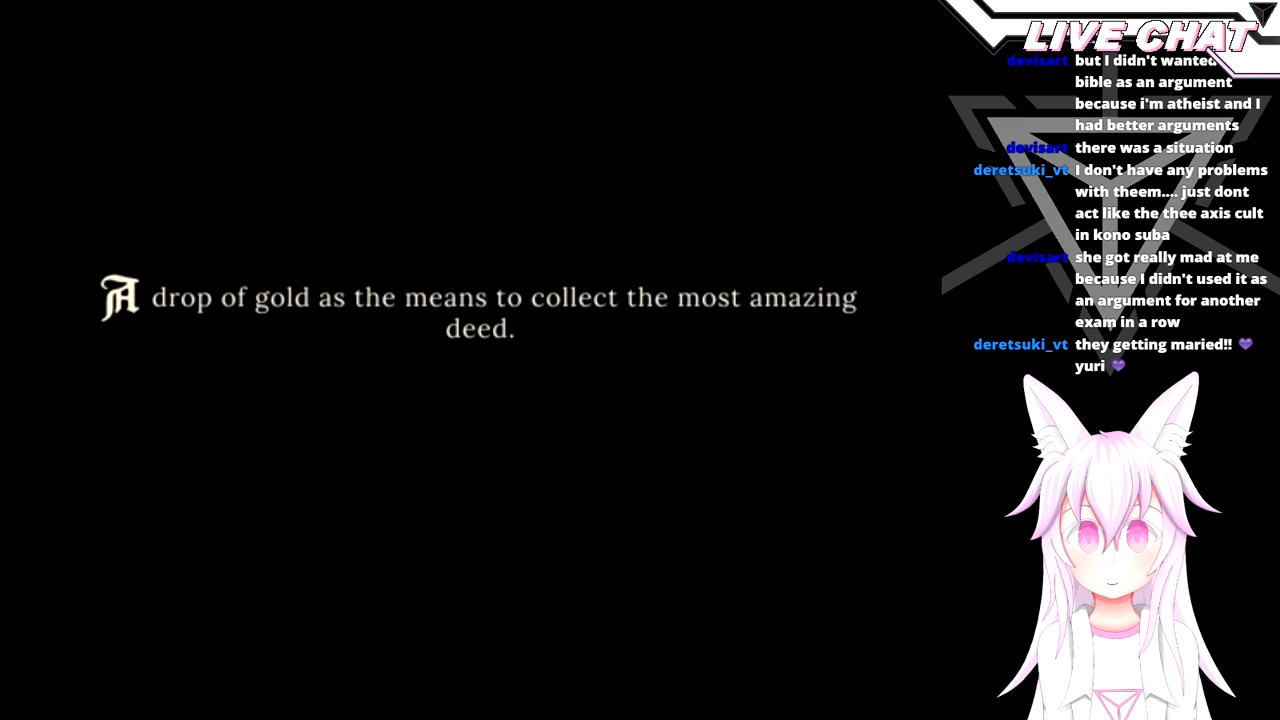 A drop of gold as the means to collect the most amazing
deed.
LIVE CHAT
devisart but I didn't wanted
bible as an argument
because i'm atheist and I
had better arguments
devisart there was a situation
deretsuki_vt I don't have any problems
with theem.... just dont
act like the thee axis cult
in kono suba
devisart she got really mad at me
because I didn't used it as
an argument for another
exam in a row
deretsuki_vt they getting maried!! 💜
yuri 💜